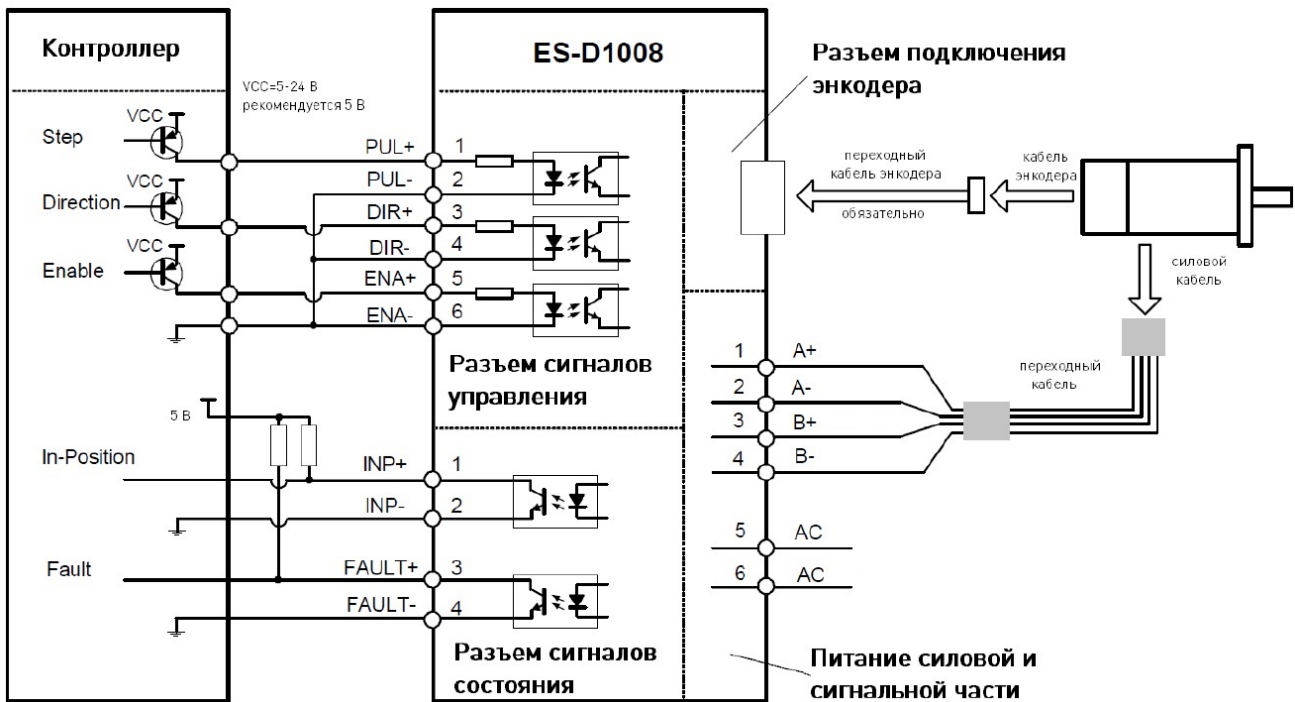 Контроллер
ES-D1008
Разъем подключения
энкодера
VCC=5-24 В
рекомендуется 5 В
VCC
Step
PUL+
1
PUL-
2
VCC
Direction
DIR+
3
DIR-
4
VCC
Enable
ENA+
5
ENA-
6
переходный
кабель энкодера
обязательно
кабель
энкодера
силовой
кабель
Разъем сигналов
управления
1
A+
2
A-
3
B+
4
B-
переходный
кабель
5 В
In-Position
INP+
1
INP-
2
5
AC
6
AC
Fault
FAULT+
3
FAULT-
4
Разъем сигналов
состояния
Питание силовой и
сигнальной части